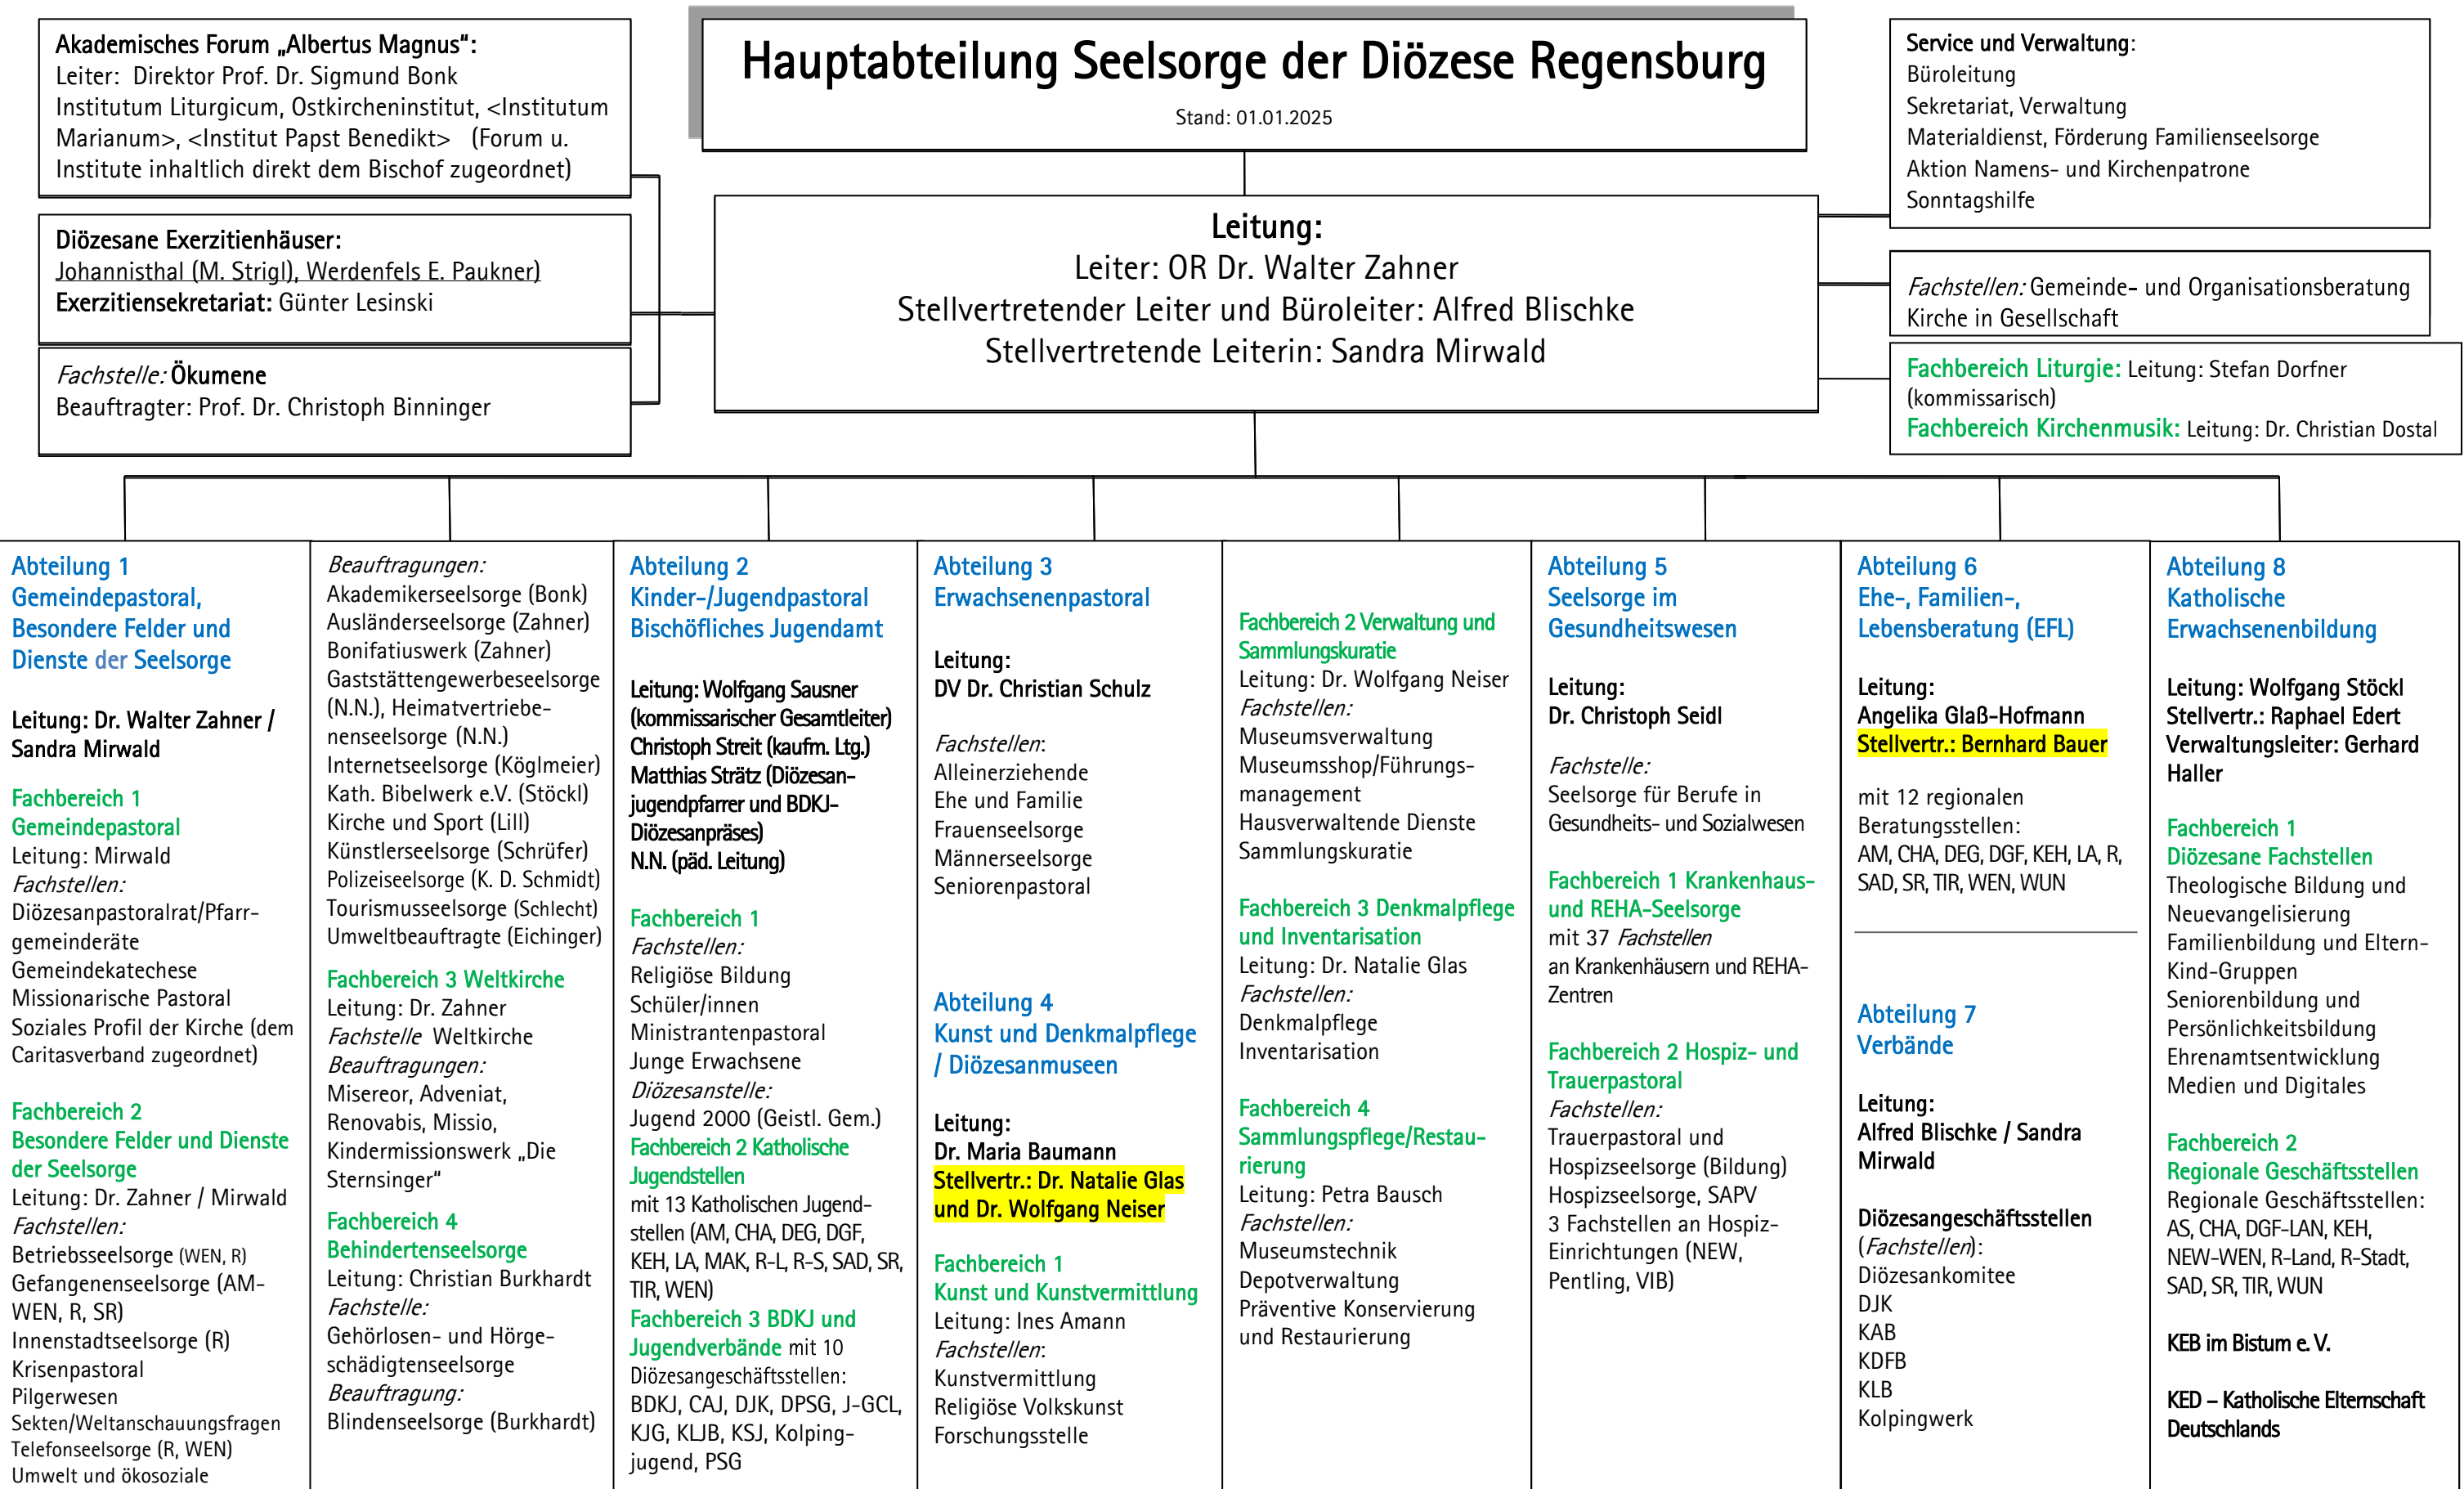 Akademisches Forum „Albertus Magnus“:
Leiter: Direktor Prof. Dr. Sigmund Bonk
Institutum Liturgicum, Ostkircheninstitut, <Institutum
Marianum>, <Institut Papst Benedikt> (Forum u.
Institute inhaltlich direkt dem Bischof zugeordnet)
Diözesane Exerzitienhäuser:
Johannisthal (M. Strigl), Werdenfels E. Paukner)
Exerzitiensekretariat: Günter Lesinski
Fachstelle: Ökumene
Beauftragter: Prof. Dr. Christoph Binninger
Hauptabteilung Seelsorge der Diözese Regensburg
Stand: 01.01.2025
Leitung:
Leiter: OR Dr. Walter Zahner
Stellvertretender Leiter und Büroleiter: Alfred Blischke
Stellvertretende Leiterin: Sandra Mirwald
Service und Verwaltung:
Büroleitung
Sekretariat, Verwaltung
Materialdienst, Förderung Familienseelsorge
Aktion Namens- und Kirchenpatrone
Sonntagshilfe
Fachstellen: Gemeinde- und Organisationsberatung
Kirche in Gesellschaft
Fachbereich Liturgie: Leitung: Stefan Dorfner
(kommissarisch)
Fachbereich Kirchenmusik: Leitung: Dr. Christian Dostal
Abteilung 1
Gemeindepastoral,
Besondere Felder und
Dienste der Seelsorge
Leitung: Dr. Walter Zahner /
Sandra Mirwald
Fachbereich 1
Gemeindepastoral
Leitung: Mirwald
Fachstellen:
Diözesanpastoralrat/Pfarr-
gemeinderäte
Gemeindekatechese
Missionarische Pastoral
Soziales Profil der Kirche (dem
Caritasverband zugeordnet)
Fachbereich 2
Besondere Felder und Dienste
der Seelsorge
Leitung: Dr. Zahner / Mirwald
Fachstellen:
Betriebsseelsorge (WEN, R)
Gefangenenseelsorge (AM-
WEN, R, SR)
Innenstadtseelsorge (R)
Krisenpastoral
Pilgerwesen
Sekten/Weltanschauungsfragen
Telefonseelsorge (R, WEN)
Umwelt und ökosoziale
Beauftragungen:
Akademikerseelsorge (Bonk)
Ausländerseelsorge (Zahner)
Bonifatiuswerk (Zahner)
Gaststättengewerbeseelsorge
(N.N.), Heimatvertriebe-
nenseelsorge (N.N.)
Internetseelsorge (Köglmeier)
Kath. Bibelwerk e.V. (Stöckl)
Kirche und Sport (Lill)
Künstlerseelsorge (Schrüfer)
Polizeiseelsorge (K. D. Schmidt)
Tourismusseelsorge (Schlecht)
Umweltbeauftragte (Eichinger)
Fachbereich 3 Weltkirche
Leitung: Dr. Zahner
Fachstelle Weltkirche
Beauftragungen:
Misereor, Adveniat,
Renovabis, Missio,
Kindermissionswerk „Die
Sternsinger“
Fachbereich 4
Behindertenseelsorge
Leitung: Christian Burkhardt
Fachstelle:
Gehörlosen- und Hörge-
schädigtenseelsorge
Beauftragung:
Blindenseelsorge (Burkhardt)
Abteilung 2
Kinder-/Jugendpastoral
Bischöfliches Jugendamt
Leitung: Wolfgang Sausner
(kommissarischer Gesamtleiter)
Christoph Streit (kaufm. Ltg.)
Matthias Strätz (Diözesan-
jugendpfarrer und BDKJ-
Diözesanpräses)
N.N. (päd. Leitung)
Fachbereich 1
Fachstellen:
Religiöse Bildung
Schüler/innen
Ministrantenpastoral
Junge Erwachsene
Diözesanstelle:
Jugend 2000 (Geistl. Gem.)
Fachbereich 2 Katholische
Jugendstellen
mit 13 Katholischen Jugend-
stellen (AM, CHA, DEG, DGF,
KEH, LA, MAK, R-L, R-S, SAD, SR,
TIR, WEN)
Fachbereich 3 BDKJ und
Jugendverbände mit 10
Diözesangeschäftsstellen:
BDKJ, CAJ, DJK, DPSG, J-GCL,
KJG, KLJB, KSJ, Kolping-
jugend, PSG
Abteilung 3
Erwachsenenpastoral
Leitung:
DV Dr. Christian Schulz
Fachstellen:
Alleinerziehende
Ehe und Familie
Frauenseelsorge
Männerseelsorge
Seniorenpastoral
Abteilung 4
Kunst und Denkmalpflege
/ Diözesanmuseen
Leitung:
Dr. Maria Baumann
Stellvertr.: Dr. Natalie Glas
und Dr. Wolfgang Neiser
Fachbereich 1
Kunst und Kunstvermittlung
Leitung: Ines Amann
Fachstellen:
Kunstvermittlung
Religiöse Volkskunst
Forschungsstelle
Fachbereich 2 Verwaltung und
Sammlungskuratie
Leitung: Dr. Wolfgang Neiser
Fachstellen:
Museumsverwaltung
Museumsshop/Führungs-
management
Hausverwaltende Dienste
Sammlungskuratie
Fachbereich 3 Denkmalpflege
und Inventarisation
Leitung: Dr. Natalie Glas
Fachstellen:
Denkmalpflege
Inventarisation
Fachbereich 4
Sammlungspflege/Restau-
rierung
Leitung: Petra Bausch
Fachstellen:
Museumstechnik
Depotverwaltung
Präventive Konservierung
und Restaurierung
Abteilung 5
Seelsorge im
Gesundheitswesen
Leitung:
Dr. Christoph Seidl
Fachstelle:
Seelsorge für Berufe in
Gesundheits- und Sozialwesen
Fachbereich 1 Krankenhaus-
und REHA-Seelsorge
mit 37 Fachstellen
an Krankenhäusern und REHA-
Zentren
Fachbereich 2 Hospiz- und
Trauerpastoral
Fachstellen:
Trauerpastoral und
Hospizseelsorge (Bildung)
Hospizseelsorge, SAPV
3 Fachstellen an Hospiz-
Einrichtungen (NEW,
Pentling, VIB)
Abteilung 6
Ehe-, Familien-,
Lebensberatung (EFL)
Leitung:
Angelika Glaß-Hofmann
Stellvertr.: Bernhard Bauer
mit 12 regionalen
Beratungsstellen:
AM, CHA, DEG, DGF, KEH, LA, R,
SAD, SR, TIR, WEN, WUN
Abteilung 7
Verbände
Leitung:
Alfred Blischke / Sandra
Mirwald
Diözesangeschäftsstellen
(Fachstellen):
Diözesankomitee
DJK
KAB
KDFB
KLB
Kolpingwerk
Abteilung 8
Katholische
Erwachsenenbildung
Leitung: Wolfgang Stöckl
Stellvertr.: Raphael Edert
Verwaltungsleiter: Gerhard
Haller
Fachbereich 1
Diözesane Fachstellen
Theologische Bildung und
Neuevangelisierung
Familienbildung und Eltern-
Kind-Gruppen
Seniorenbildung und
Persönlichkeitsbildung
Ehrenamtsentwicklung
Medien und Digitales
Fachbereich 2
Regionale Geschäftsstellen
Regionale Geschäftsstellen:
AS, CHA, DGF-LAN, KEH,
NEW-WEN, R-Land, R-Stadt,
SAD, SR, TIR, WUN
KEB im Bistum e. V.
KED – Katholische Elternschaft
Deutschlands